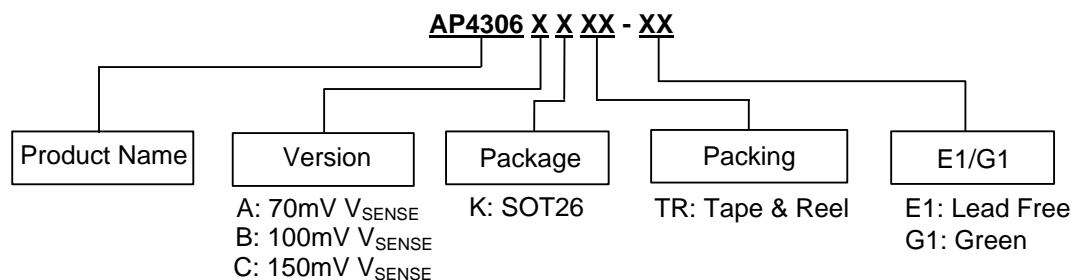 AP4306 X X XX - XX
Product Name
Version
Package
Packing
E1/G1
A: 70mV VSENSE
B: 100mV VSENSE
C: 150mV VSENSE
K: SOT26
TR: Tape & Reel
E1: Lead Free
G1: Green